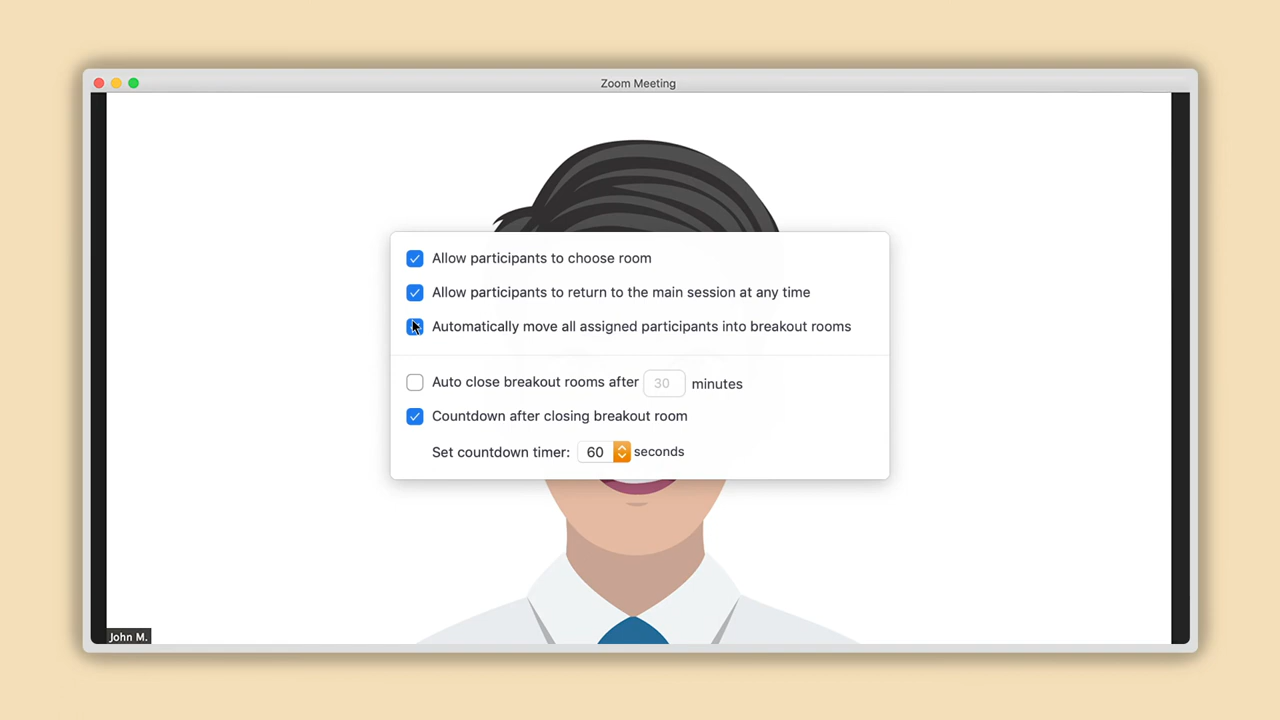 Zoom Meeting
Allow participants to choose room
Allow participants to return to the main session at any time
Automatically move all assigned participants into breakout rooms
Auto close breakout rooms after 30 minutes
Countdown after closing breakout room
Set countdown timer: 60 seconds
John M.